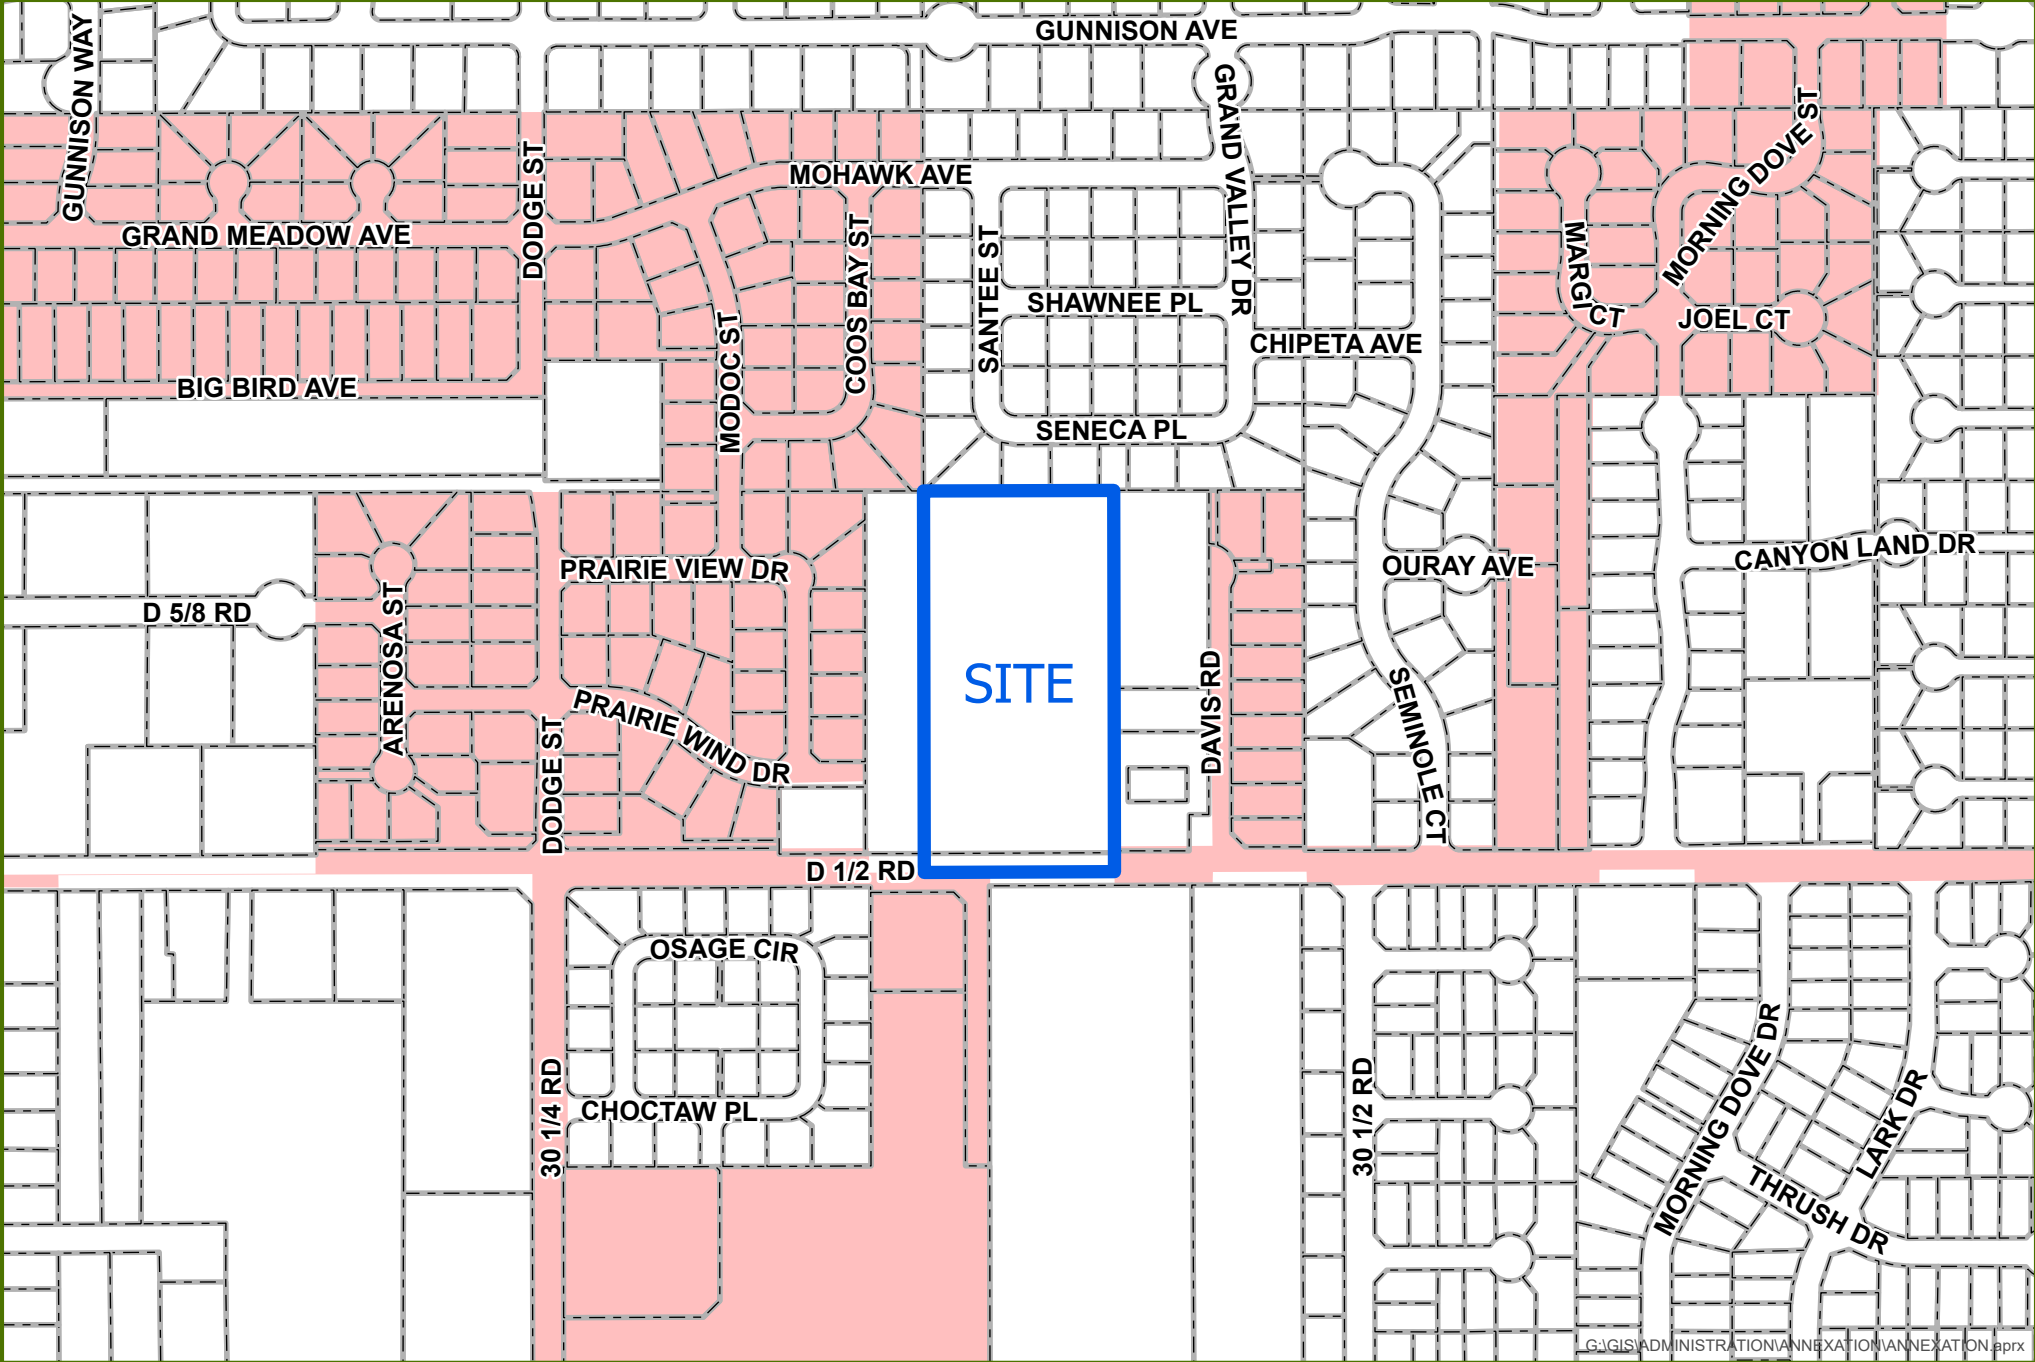 GUNNISON AVE
GUNNISON WAY
GRAND VALLEY DR
MORNING DOVE ST
DODGE ST
MOHAWK AVE
GRAND MEADOW AVE
COOS BAY ST
SANTEE ST
MARGI CT
SHAWNEE PL
JOEL CT
MODOC ST
CHIPETA AVE
BIG BIRD AVE
SENECA PL
CANYON LAND DR
PRAIRIE VIEW DR
OURAY AVE
D 5/8 RD
ARENOSA ST
SITE
DAVIS RD
PRAIRIE WIND DR
SEMINOLE CT
DODGE ST
D 1/2 RD
OSAGE CIR
CHOCTAW PL
30 1/4 RD
30 1/2 RD
MORNING DOVE DR
LARK DR
THRUSH DR
G:\GIS\ADMINISTRATION\ANNEXATION\ANNEXATION.aprx